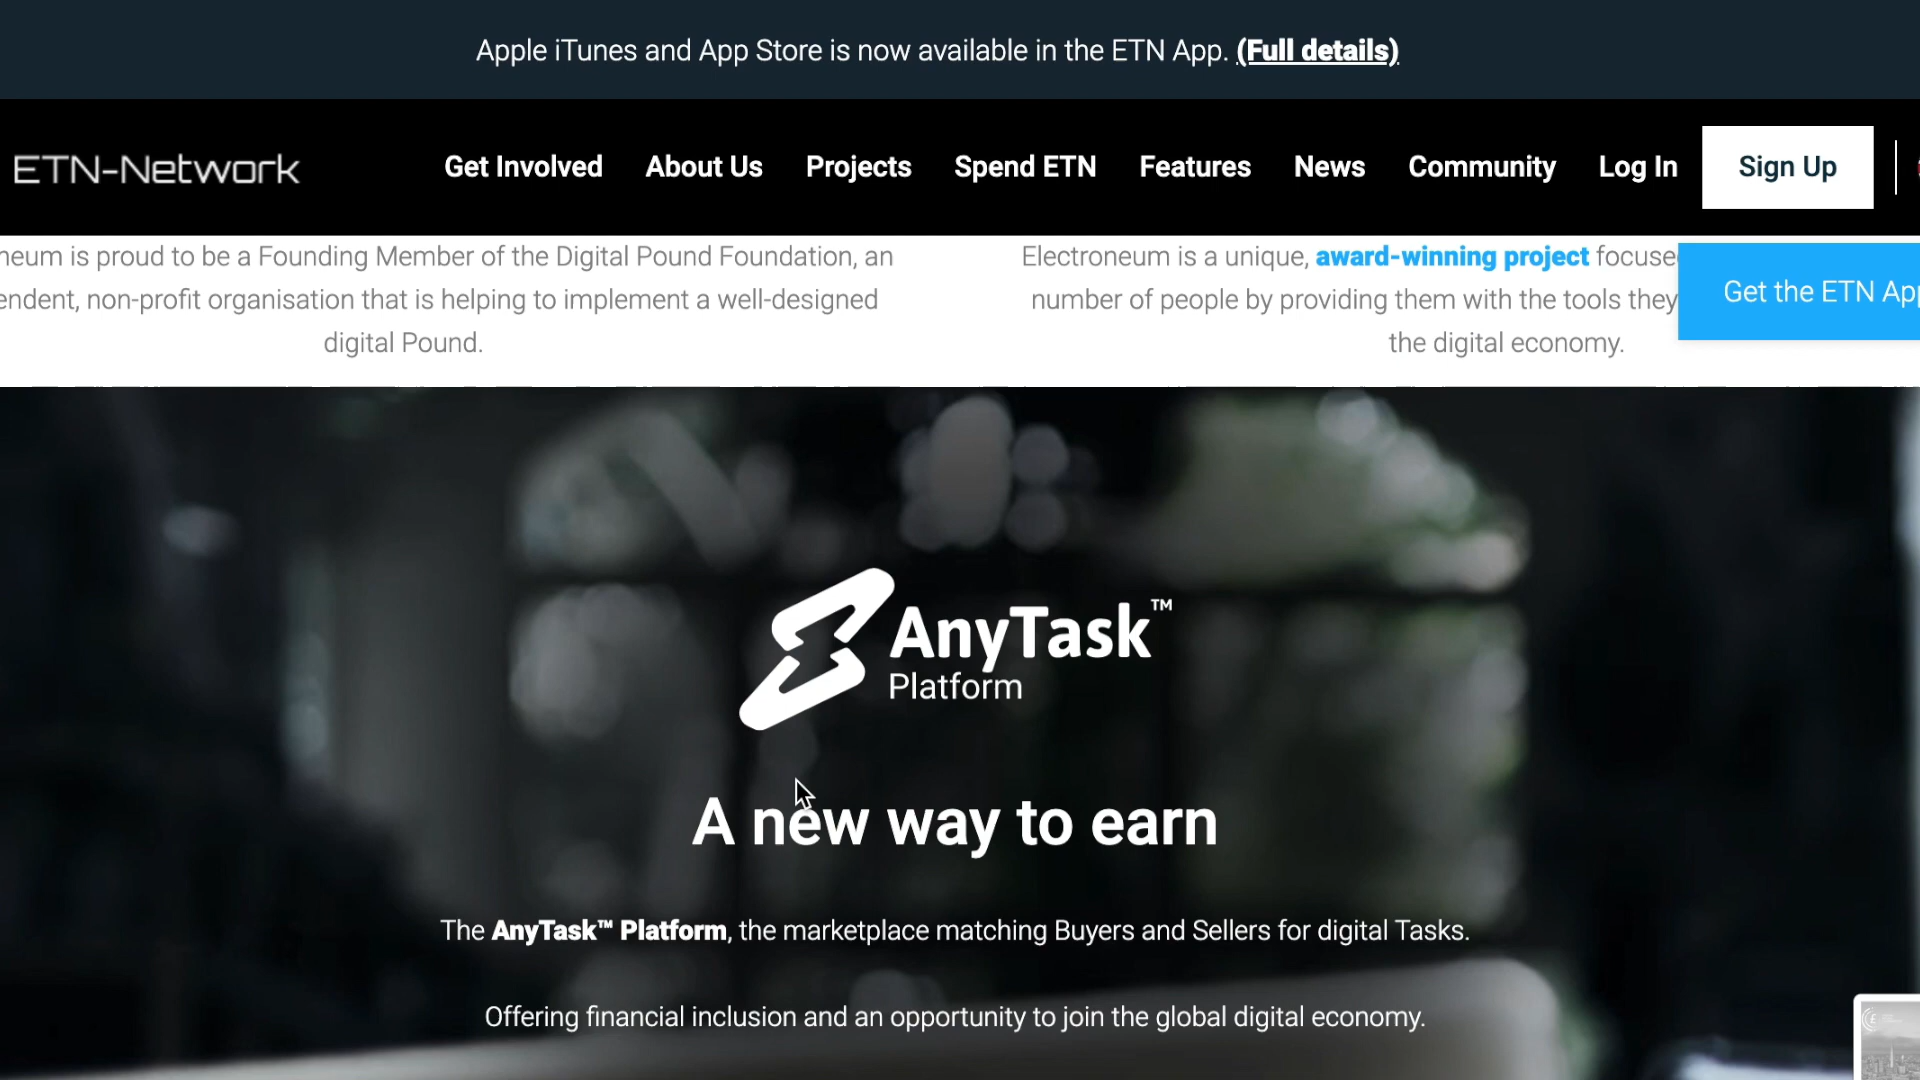 Apple iTunes and App Store is now available in the ETN App. (Full details)
ETN-Network
Get Involved About Us Projects Spend ETN Features News Community Log In Sign Up
is proud to be a Founding Member of the Digital Pound Foundation, an
non-profit organisation that is helping to implement a well-designed
digital Pound.
Electroneum is a unique, award-winning project
number of people by providing them with the tools they
the digital economy.
Get the ETN
AnyTask™
Platform
A new way to earn
The AnyTask™ Platform, the marketplace matching Buyers and Sellers for digital Tasks.
Offering financial inclusion and an opportunity to join the global digital economy.